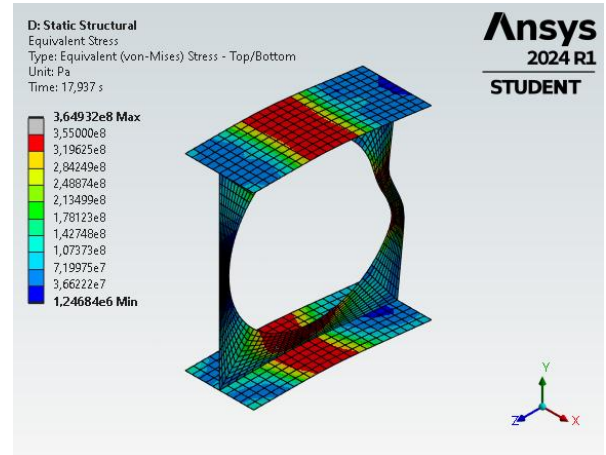 D: Static Structural
Equivalent Stress
Type: Equivalent (von-Mises) Stress - Top/Bottom
Unit: Pa
Time: 17,937 s
3,64932e8 Max
3,55000e8
3,19625e8
2,84249e8
2,48874e8
2,13499e8
1,78123e8
1,42748e8
1,07373e8
7,19975e7
3,66222e7
1,24684e6 Min
Ansys
2024 R1
STUDENT
Y
Z
X